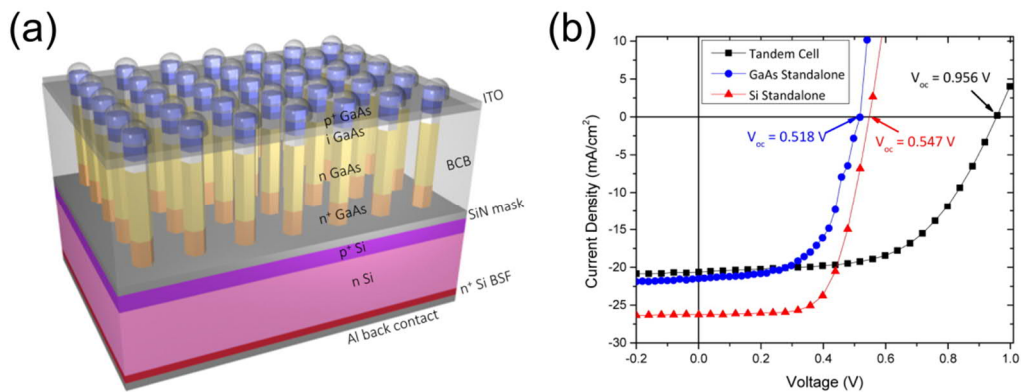 (a)
ITO
p⁺ GaAs
i GaAs
BCB
n GaAs
n⁺ GaAs
SiN mask
p⁺ Si
n Si
n⁺ Si BSF
Al back contact
(b)
Tandem Cell
GaAs Standalone
Si Standalone
V_oc = 0.956 V
V_oc = 0.518 V
V_oc = 0.547 V
Current Density (mA/cm²)
10
5
0
-5
-10
-15
-20
-25
-30
-0.2 0.0 0.2 0.4 0.6 0.8 1.0
Voltage (V)